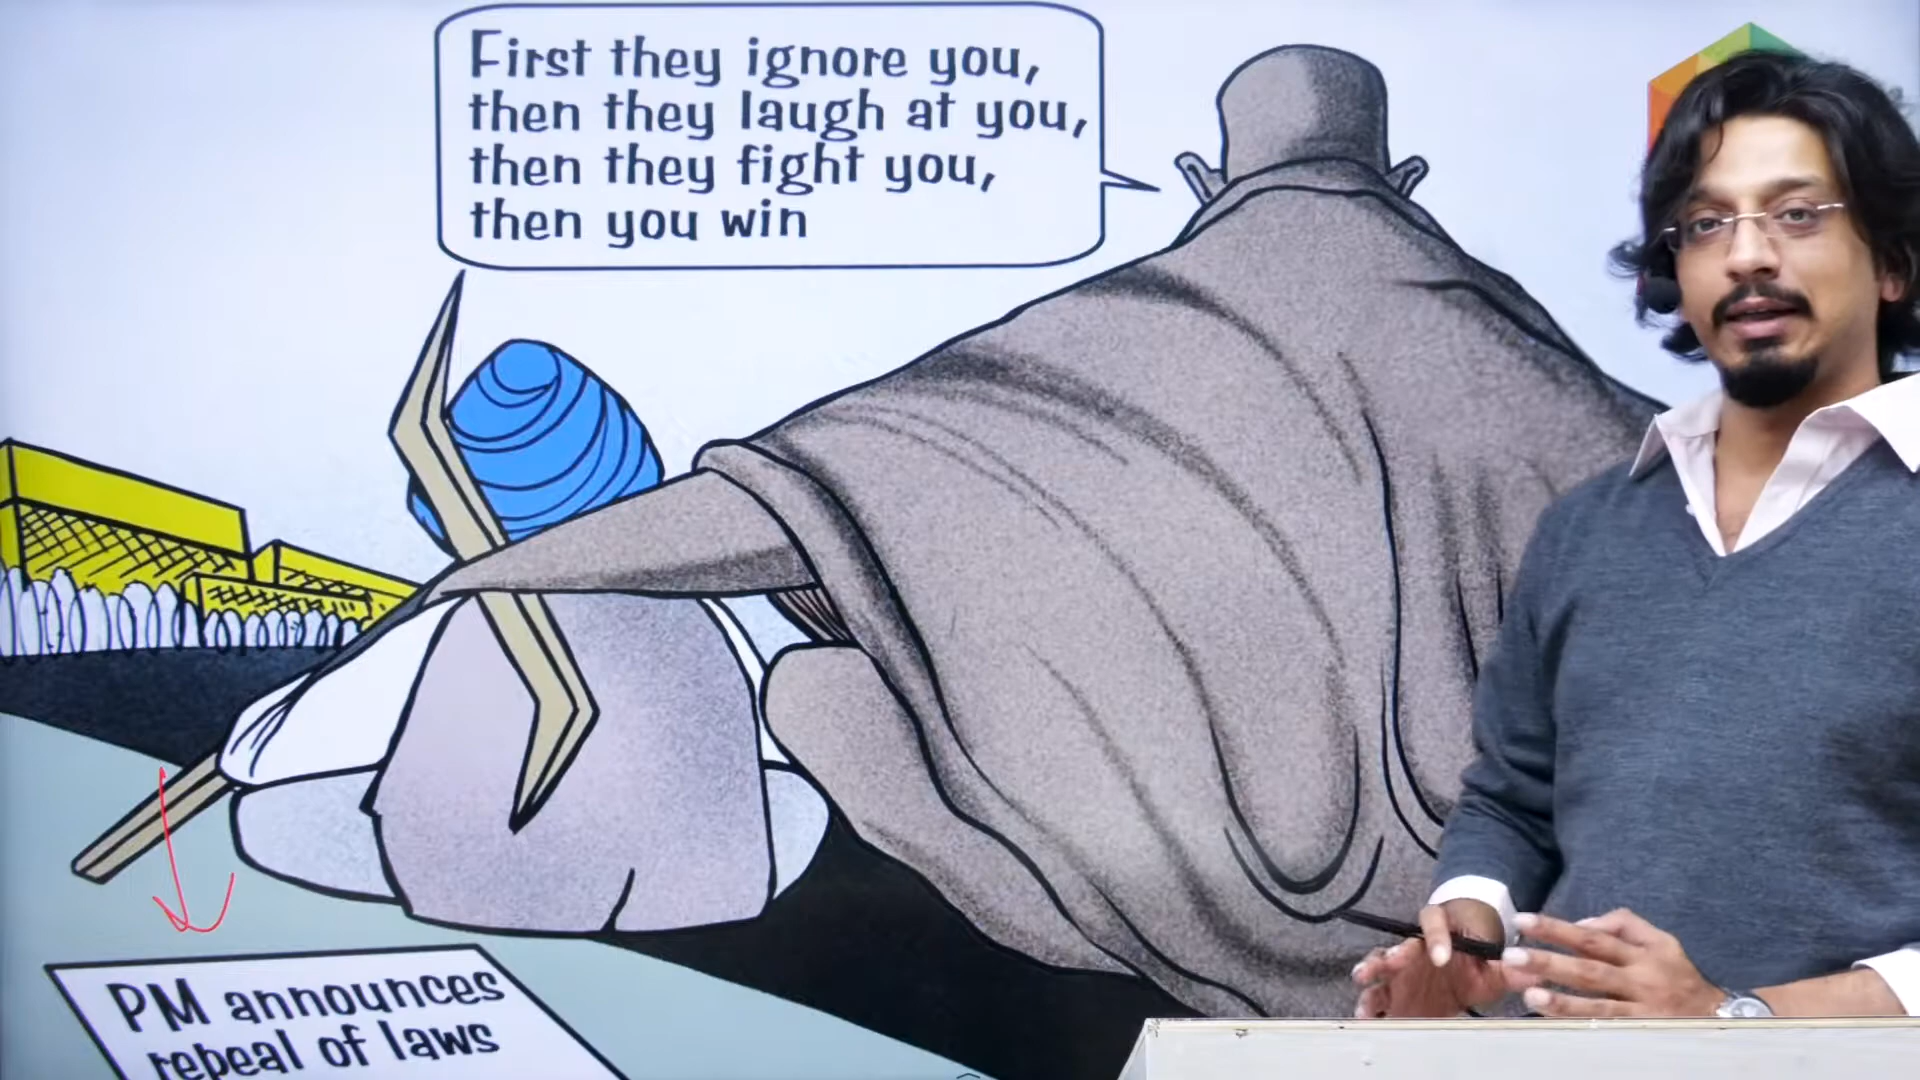 First they ignore you,
then they laugh at you,
then they fight you,
then you win
PM announces
repeal of laws